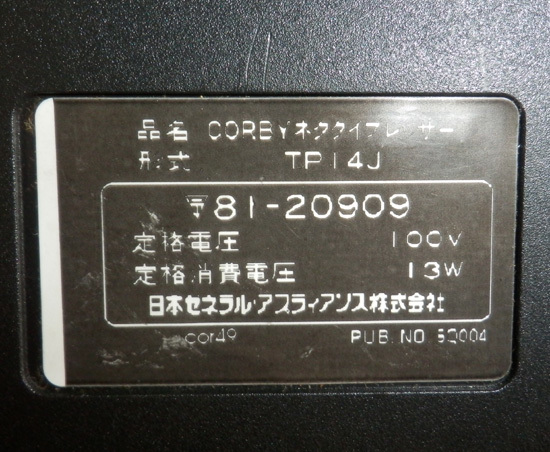 品名 CORBYネクタイプレッサー
形式 TP14J
〒81-20909
定格電圧 100V
定格消費電圧 13W
日本ゼネラル・アプライアンス株式会社
cor49 PUB. NO 5Q004